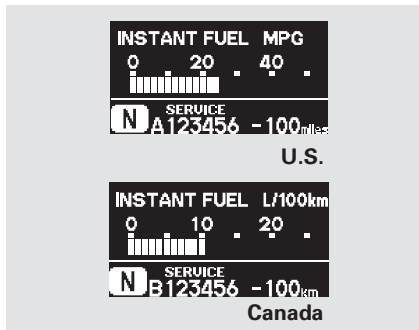 INSTANT FUEL MPG
0 20 40
N SERVICE
A123456 -100miles
U.S.
INSTANT FUEL L/100km
0 10 20
N SERVICE
B123456 -100km
Canada